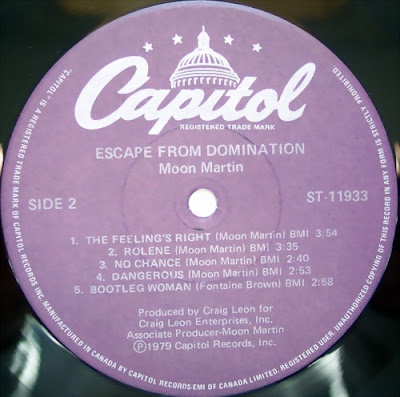 Capitol
REGISTERED TRADE MARK
ESCAPE FROM DOMINATION
Moon Martin
SIDE 2
ST-11933
1. THE FEELING'S RIGHT (Moon Martin) BMI 3:54
2. ROLENE (Moon Martin) BMI 3:35
3. NO CHANCE (Moon Martin) BMI 2:40
4. DANGEROUS (Moon Martin) BMI 2:53
5. BOOTLEG WOMAN (Fontaine Brown) BMI 2:58
Produced by Craig Leon for
Craig Leon Enterprises, Inc.
Associate Producer-Moon Martin
Ⓟ1979 Capitol Records, Inc.
"CAPITOL" IS A REGISTERED TRADE MARK OF CAPITOL RECORDS INC. MANUFACTURED IN CANADA BY CAPITOL RECORDS-EMI OF CANADA LIMITED, REGISTERED USER. UNAUTHORIZED COPYING OF THIS RECORD IN ANY FORM IS STRICTLY PROHIBITED.